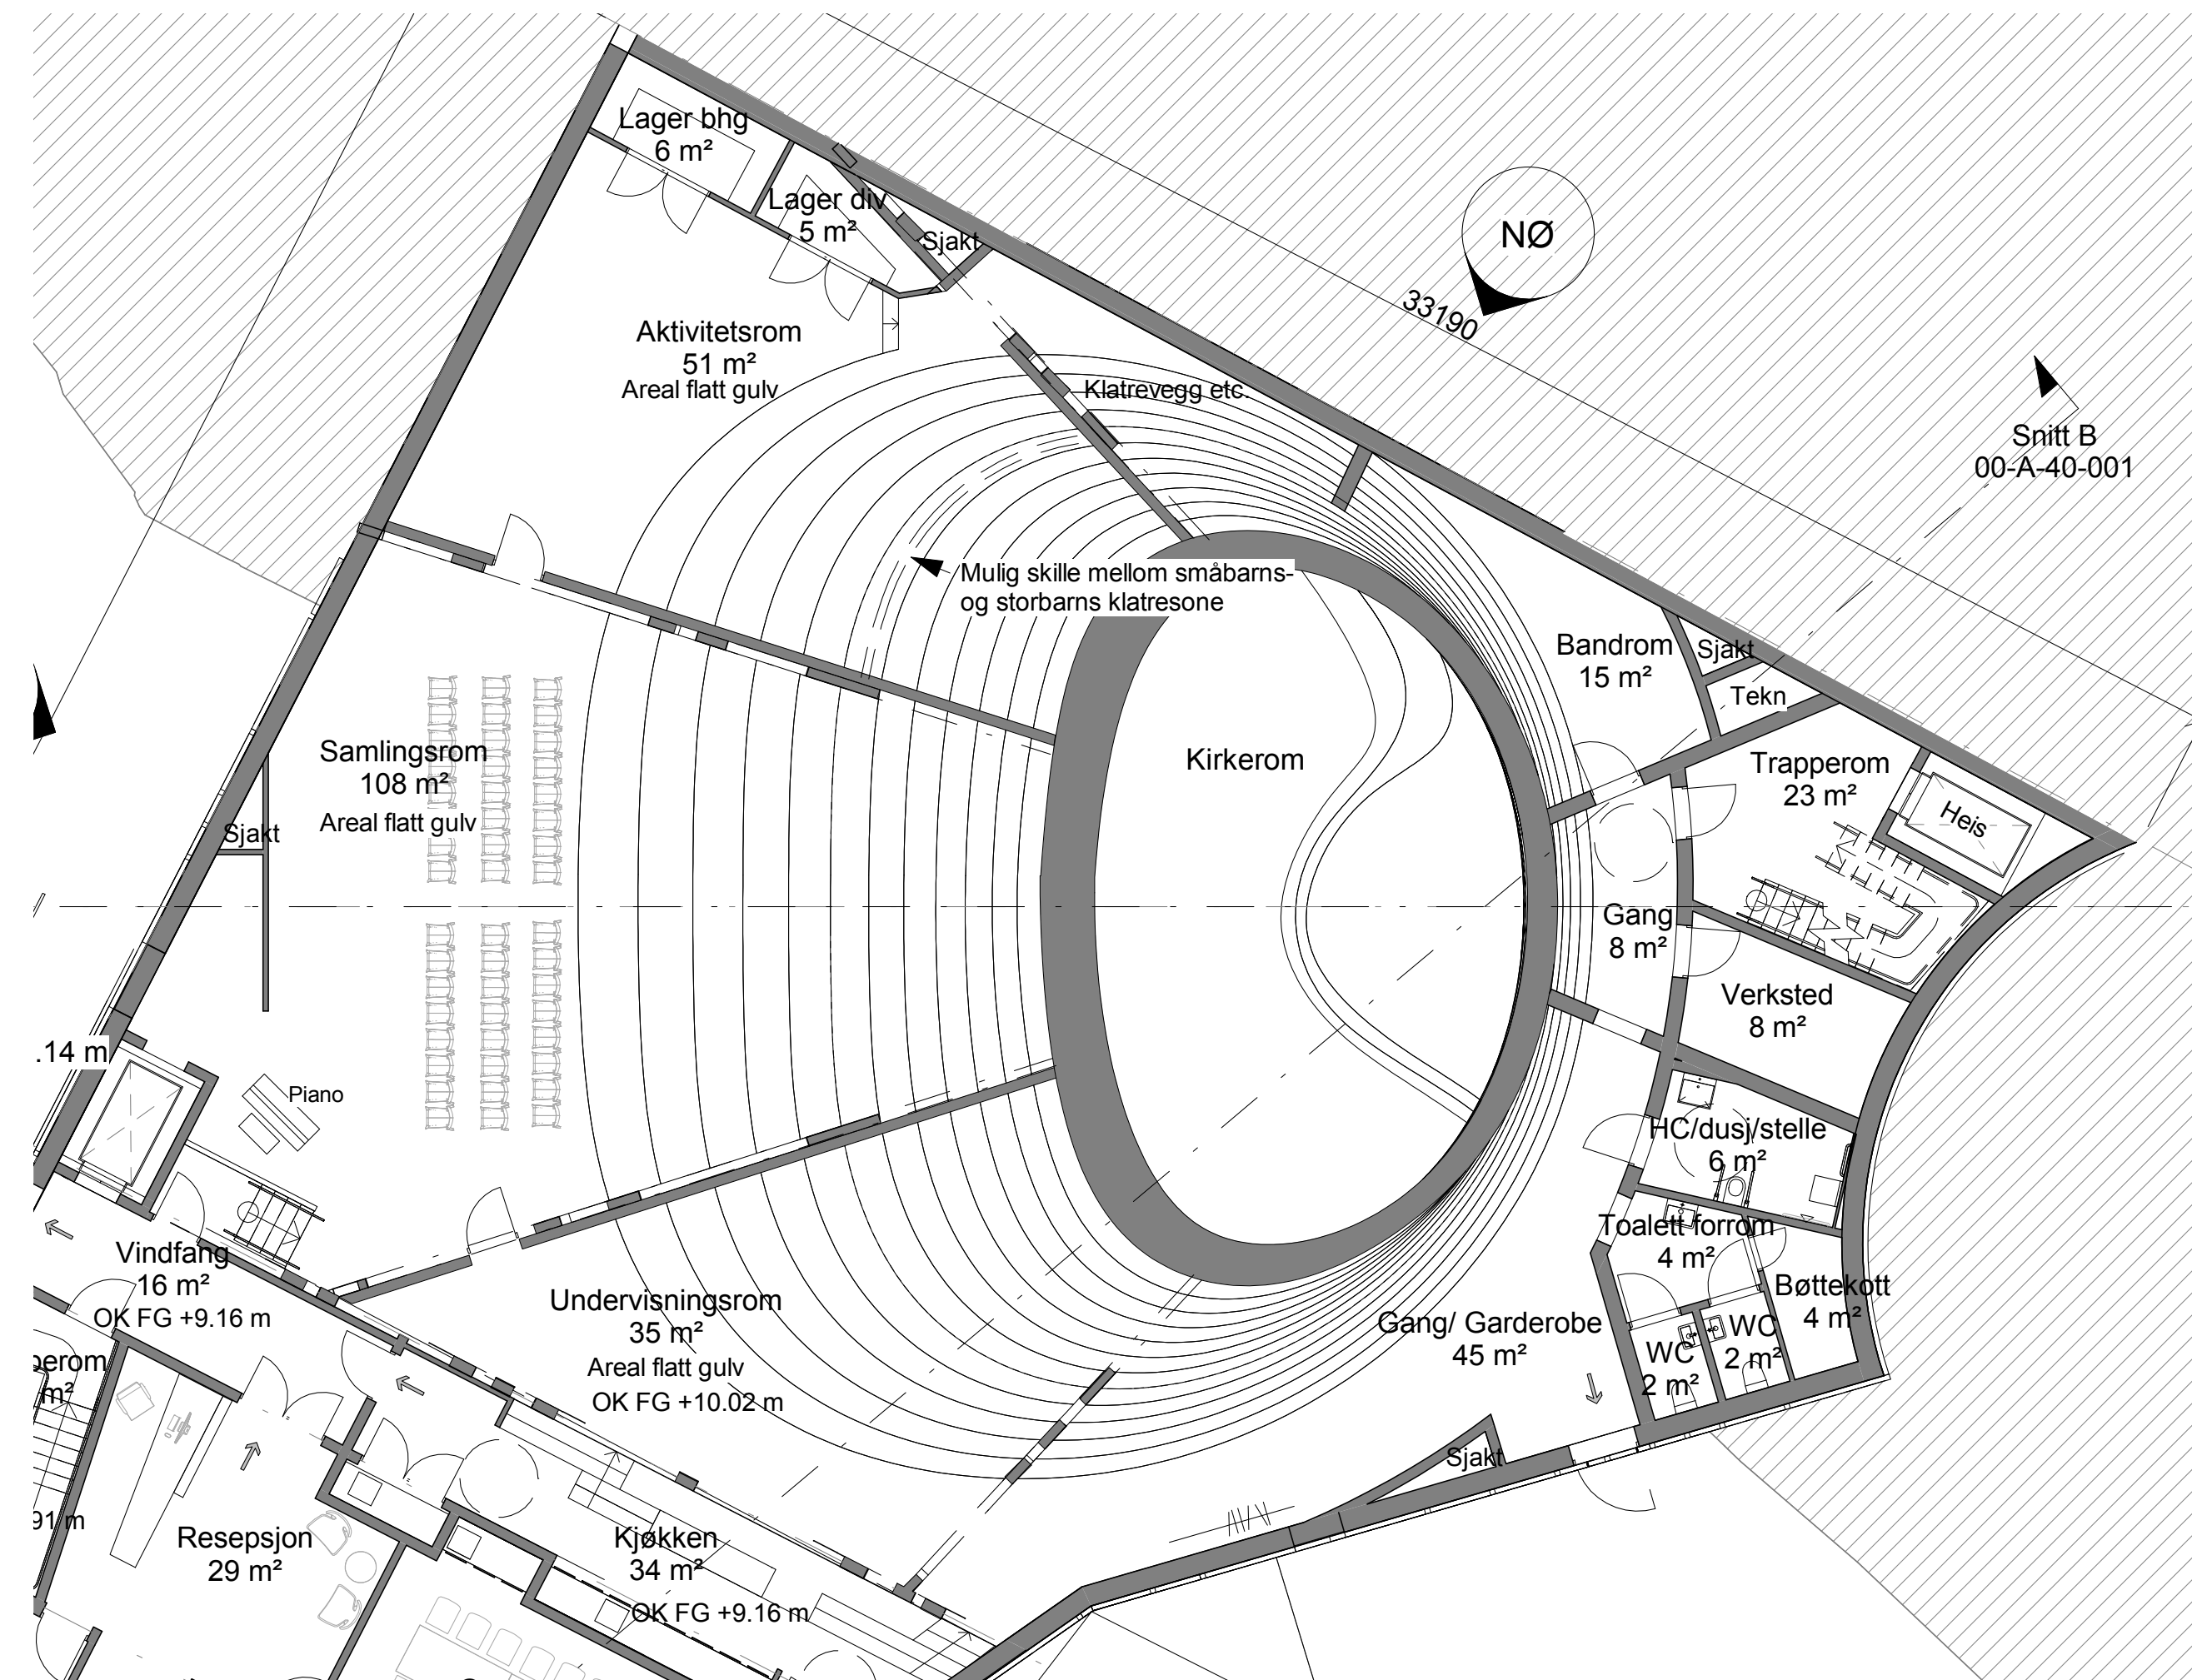 Lager bhg
6 m²
Lager div
5 m²
Sjakt
NØ
33190
Aktivitetsrom
51 m²
Areal flatt gulv
Klatrevegg etc.
Snitt B
00-A-40-001
Mulig skille mellom småbarns-
og storbarns klatresone
Bandrom
15 m²
Sjakt
Tekn
Samlingsrom
108 m²
Areal flatt gulv
Sjakt
Kirkerom
Trapperom
23 m²
Heis
Gang
8 m²
Verksted
8 m²
.14 m
Piano
HC/dusj/stelle
6 m²
Toalett forrom
4 m²
Bøttekott
4 m²
Vindfang
16 m²
OK FG +9.16 m
Undervisningsrom
35 m²
Areal flatt gulv
OK FG +10.02 m
Gang/ Garderobe
45 m²
WC
2 m²
WC
2 m²
perom
m²
Sjakt
91 m
Resepsjon
29 m²
Kjøkken
34 m²
OK FG +9.16 m